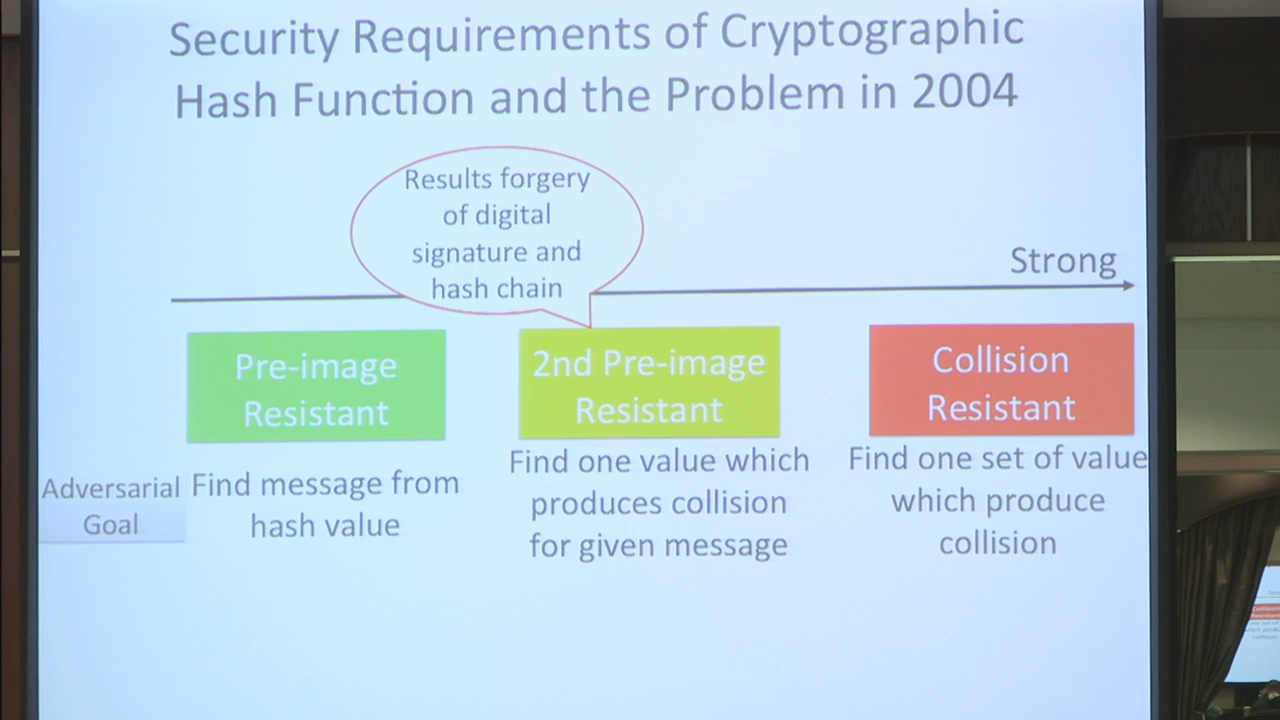 Security Requirements of Cryptographic
Hash Function and the Problem in 2004
Results forgery
of digital
signature and
hash chain
Strong
Pre-image
Resistant
2nd Pre-image
Resistant
Collision
Resistant
Adversarial
Goal
Find message from
hash value
Find one value which
produces collision
for given message
Find one set of value
which produce
collision